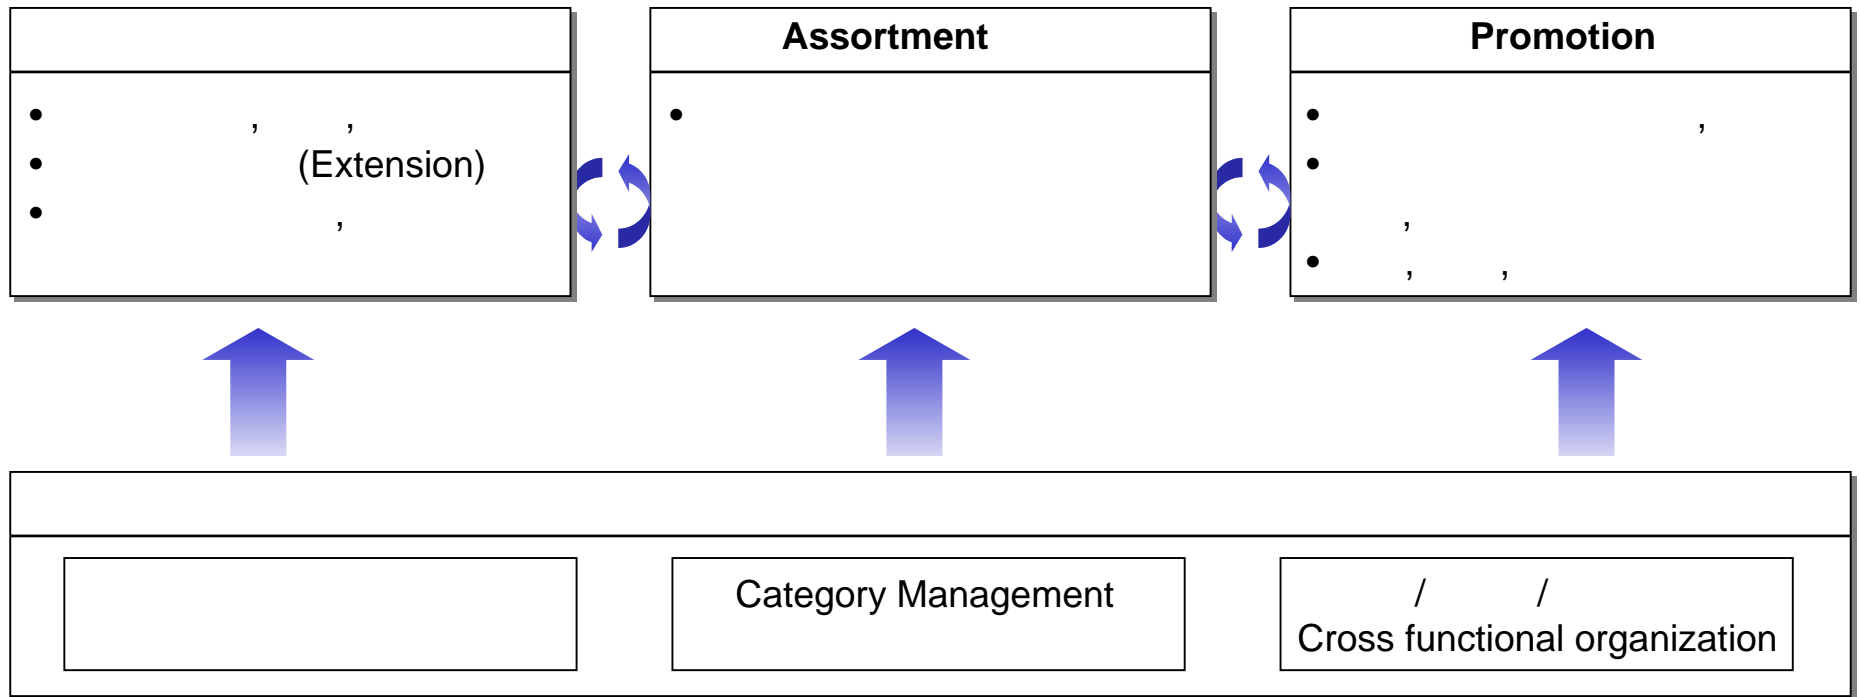 Assortment
Promotion
• , ,
• (Extension)
• ,
•
• ,
•
,
• , ,
Category Management
/ /
Cross functional organization